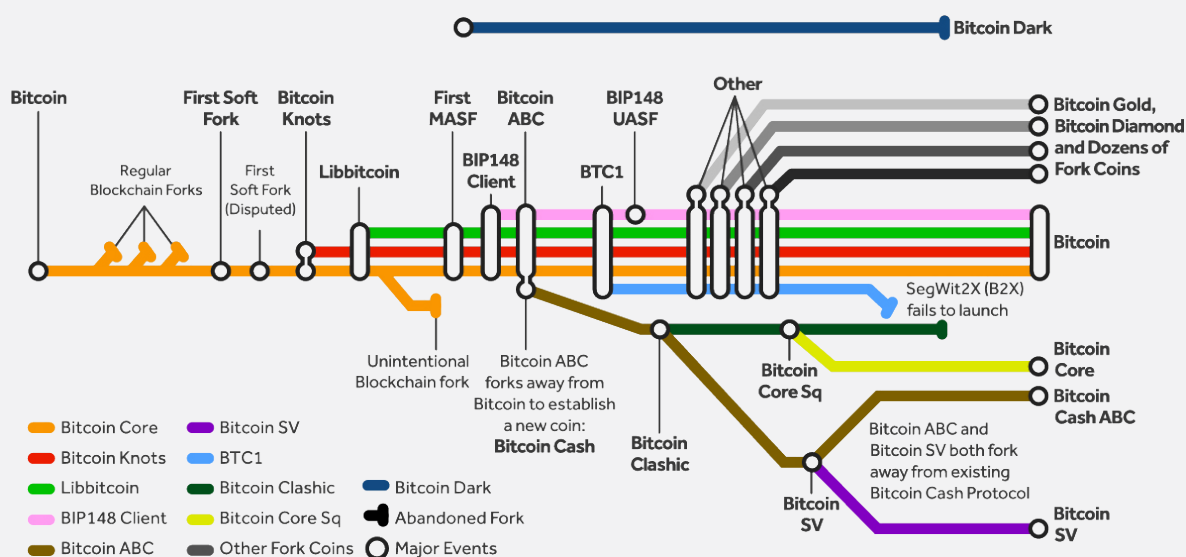 Bitcoin Dark
Bitcoin
First Soft
Fork
Bitcoin
Knots
First
MASF
Bitcoin
ABC
BIP148
UASF
Other
Bitcoin Gold,
Bitcoin Diamond
and Dozens of
Fork Coins
Regular
Blockchain Forks
First
Soft Fork
(Disputed)
Libbitcoin
BIP148
Client
BTC1
Bitcoin
SegWit2X (B2X)
fails to launch
Unintentional
Blockchain fork
Bitcoin ABC
forks away from
Bitcoin to establish
a new coin:
Bitcoin Cash
Bitcoin
Clashic
Bitcoin
Core Sq
Bitcoin
Core
Bitcoin
Cash ABC
Bitcoin ABC and
Bitcoin SV both fork
away from existing
Bitcoin Cash Protocol
Bitcoin
SV
Bitcoin
SV
Bitcoin Core
Bitcoin Knots
Libbitcoin
BIP148 Client
Bitcoin ABC
Bitcoin SV
BTC1
Bitcoin Clashic
Bitcoin Core Sq
Other Fork Coins
Bitcoin Dark
Abandoned Fork
Major Events